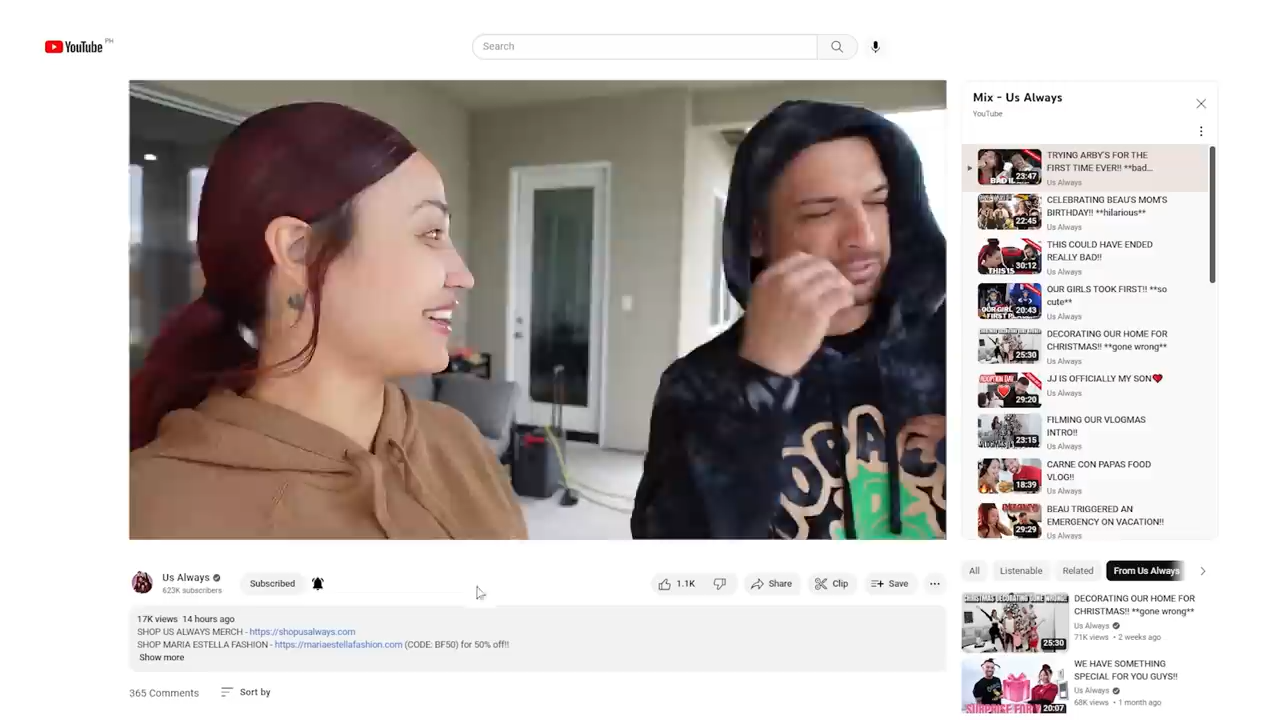 YouTube PH
Search
Mix - Us Always
YouTube
TRYING ARBY'S FOR THE
FIRST TIME EVER!! **bad...
Us Always
23:47
CELEBRATING BEAU'S MOM'S
BIRTHDAY!! **hilarious**
Us Always
22:45
THIS COULD HAVE ENDED
REALLY BAD!!
Us Always
THIS IS
30:12
OUR GIRLS TOOK FIRST!! **so
cute**
Us Always
20:43
DECORATING OUR HOME FOR
CHRISTMAS!! **gone wrong**
Us Always
25:30
JJ IS OFFICIALLY MY SON❤️
Us Always
29:20
FILMING OUR VLOGMAS
INTRO!!
Us Always
23:15
CARNE CON PAPAS FOOD
VLOG!!
Us Always
18:39
BEAU TRIGGERED AN
EMERGENCY ON VACATION!!
Us Always
29:29
Us Always
623K subscribers
Subscribed
1.1K
Share
Clip
Save
17K views 14 hours ago
SHOP US ALWAYS MERCH - https://shopusalways.com
SHOP MARIA ESTELLA FASHION - https://mariaestellafashion.com (CODE: BF50) for 50% off!!
Show more
365 Comments
Sort by
All
Listenable
Related
From Us Always
CHRISTMAS DECORATING GONE WRONG!!
25:30
DECORATING OUR HOME FOR
CHRISTMAS!! **gone wrong**
Us Always
71K views • 2 weeks ago
20:07
WE HAVE SOMETHING
SPECIAL FOR YOU GUYS!!
Us Always
68K views • 1 month ago